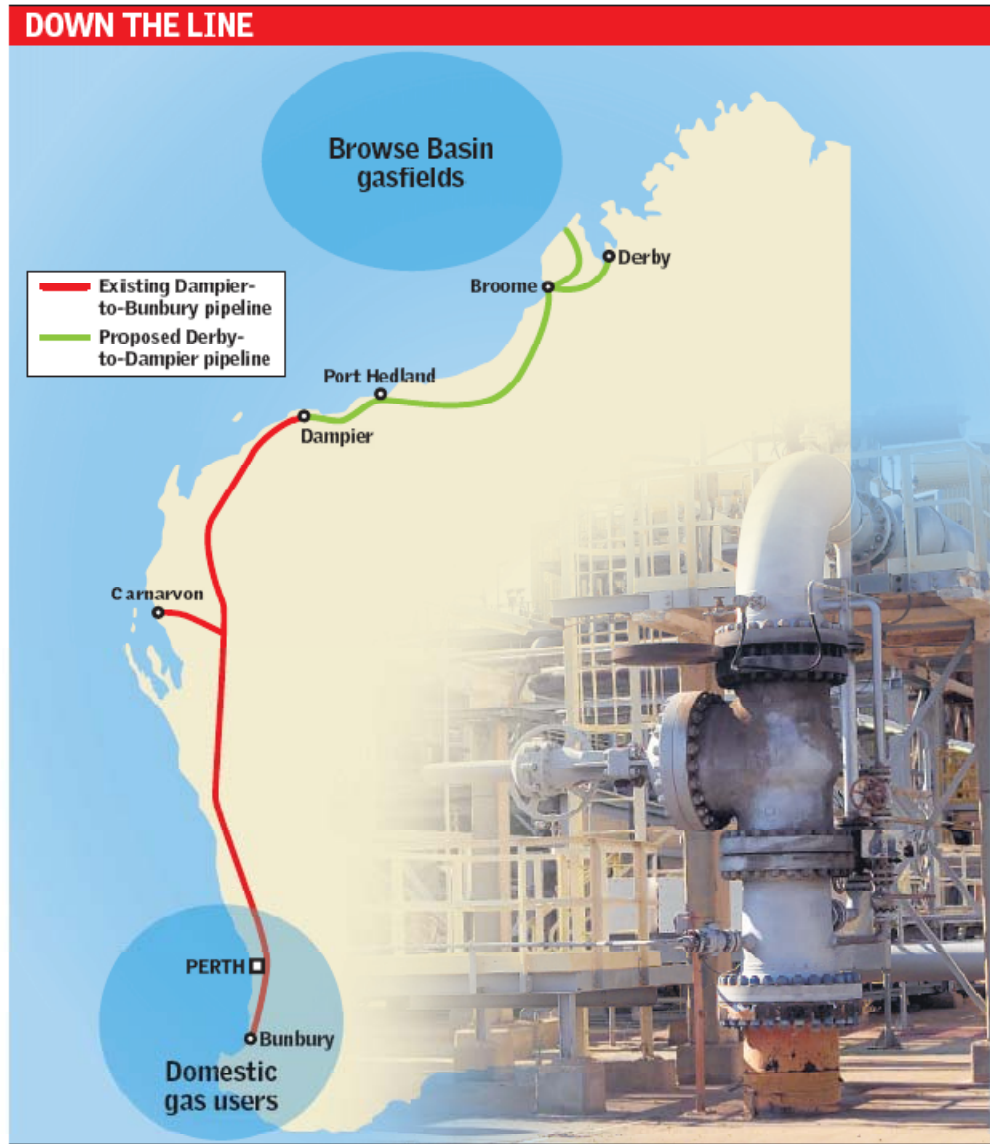 DOWN THE LINE
Browse Basin
gasfields
Derby
Broome
Existing Dampier-
to-Bunbury pipeline
Proposed Derby-
to-Dampier pipeline
Port Hedland
Dampier
Carnarvon
PERTH
Bunbury
Domestic
gas users